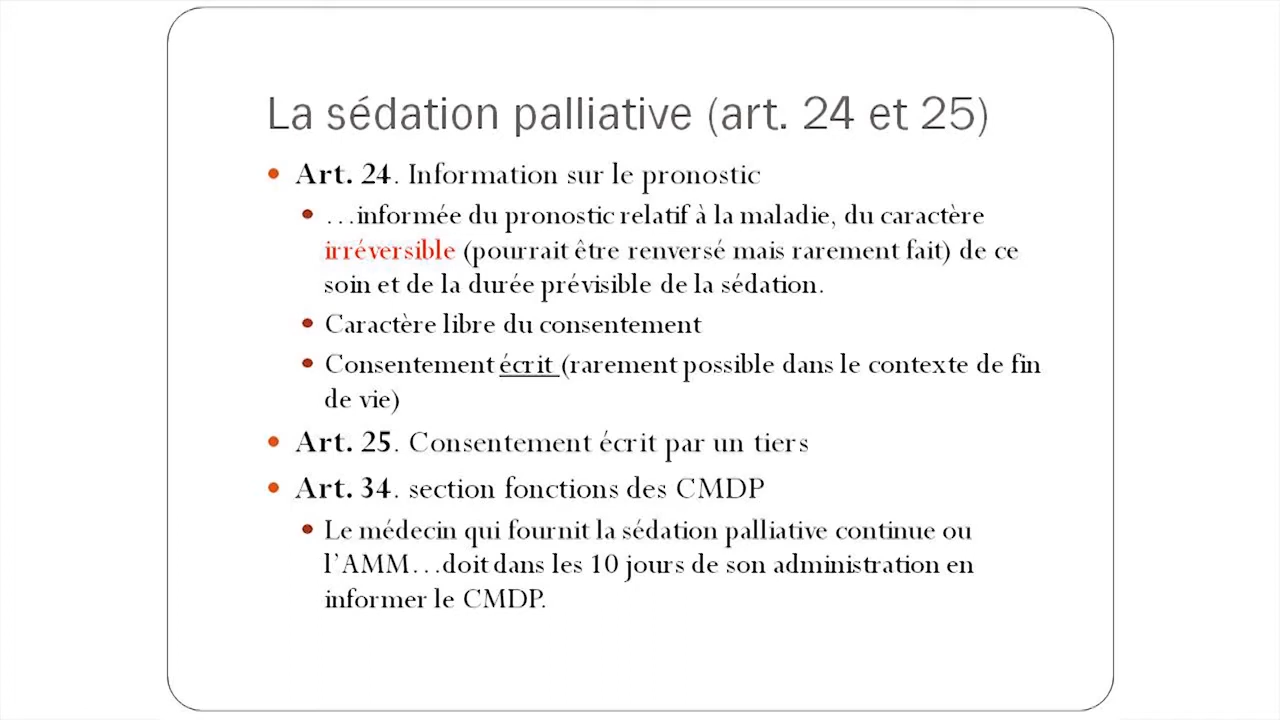 La sédation palliative (art. 24 et 25)
Art. 24. Information sur le pronostic
…informée du pronostic relatif à la maladie, du caractère
irréversible (pourrait être renversé mais rarement fait) de ce
soin et de la durée prévisible de la sédation.
Caractère libre du consentement
Consentement écrit (rarement possible dans le contexte de fin
de vie)
Art. 25. Consentement écrit par un tiers
Art. 34. section fonctions des CMDP
Le médecin qui fournit la sédation palliative continue ou
l'AMM…doit dans les 10 jours de son administration en
informer le CMDP.